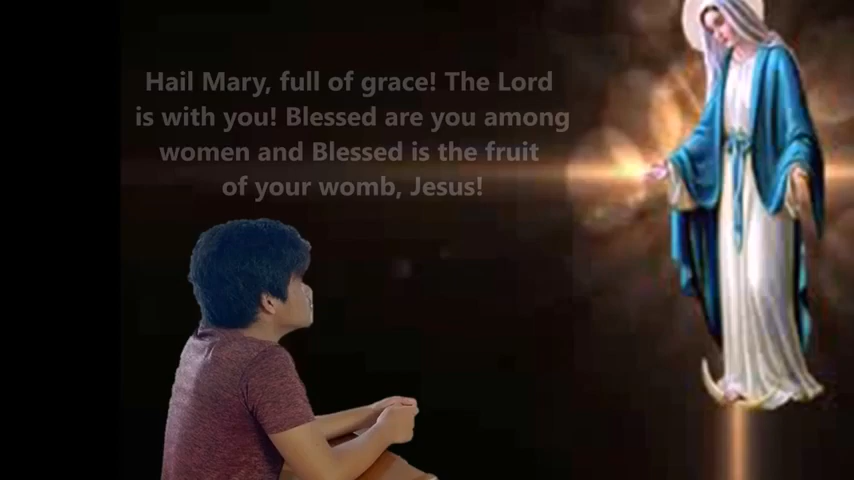 Hail Mary, full of grace! The Lord
is with you! Blessed are you among
women and Blessed is the fruit
of your womb, Jesus!